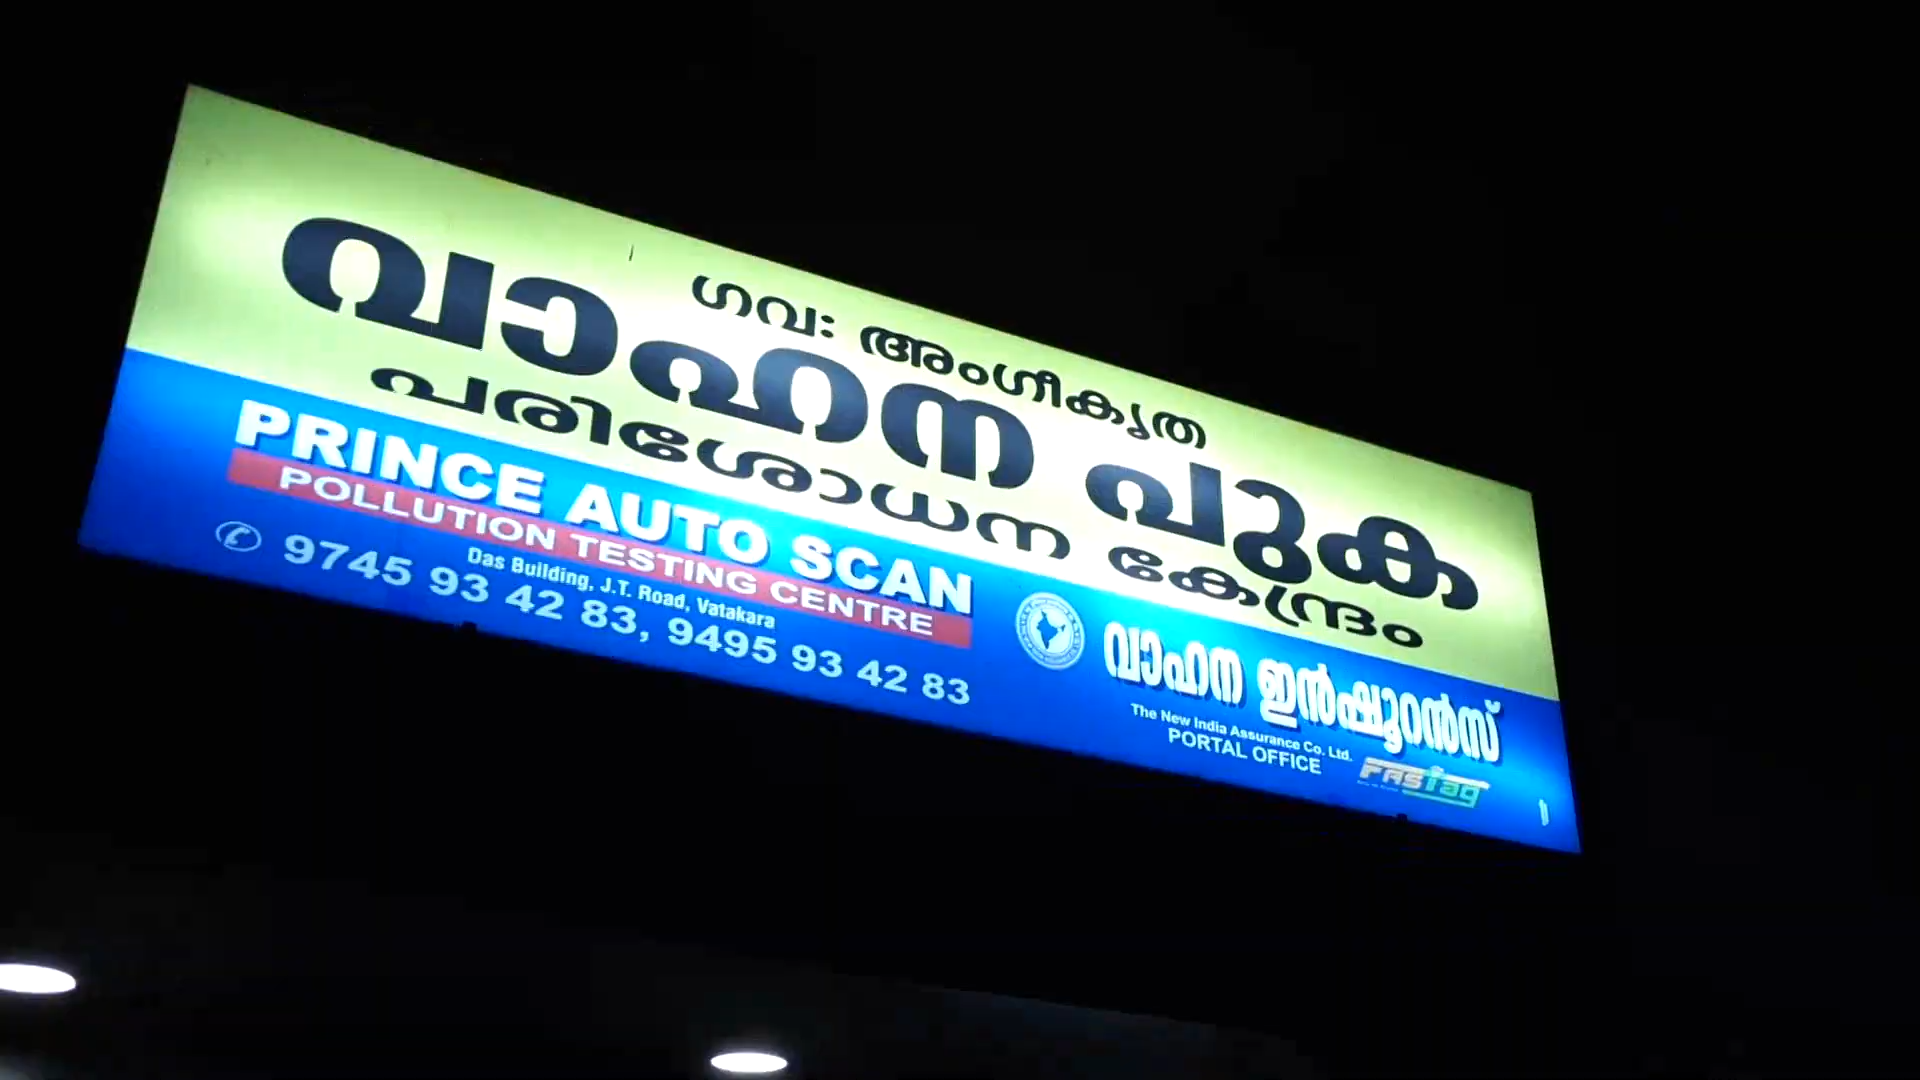 ഗവഃ അംഗീകൃത
വാഹന പുക
പരിശോധന കേന്ദ്രം
PRINCE AUTO SCAN
POLLUTION TESTING CENTRE
Das Building, J.T. Road, Vatakara
✆ 9745 93 42 83, 9495 93 42 83
വാഹന ഇൻഷൂറൻസ്
The New India Assurance Co. Ltd.
PORTAL OFFICE
FASTag